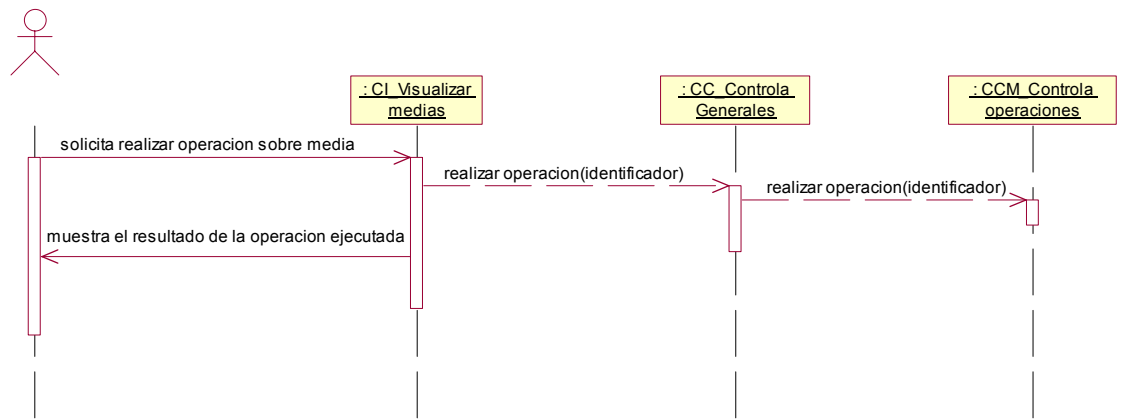 : CI_Visualizar
medias
: CC_Controla
Generales
: CCM_Controla
operaciones
solicita realizar operacion sobre media
realizar operacion(identificador)
realizar operacion(identificador)
muestra el resultado de la operacion ejecutada